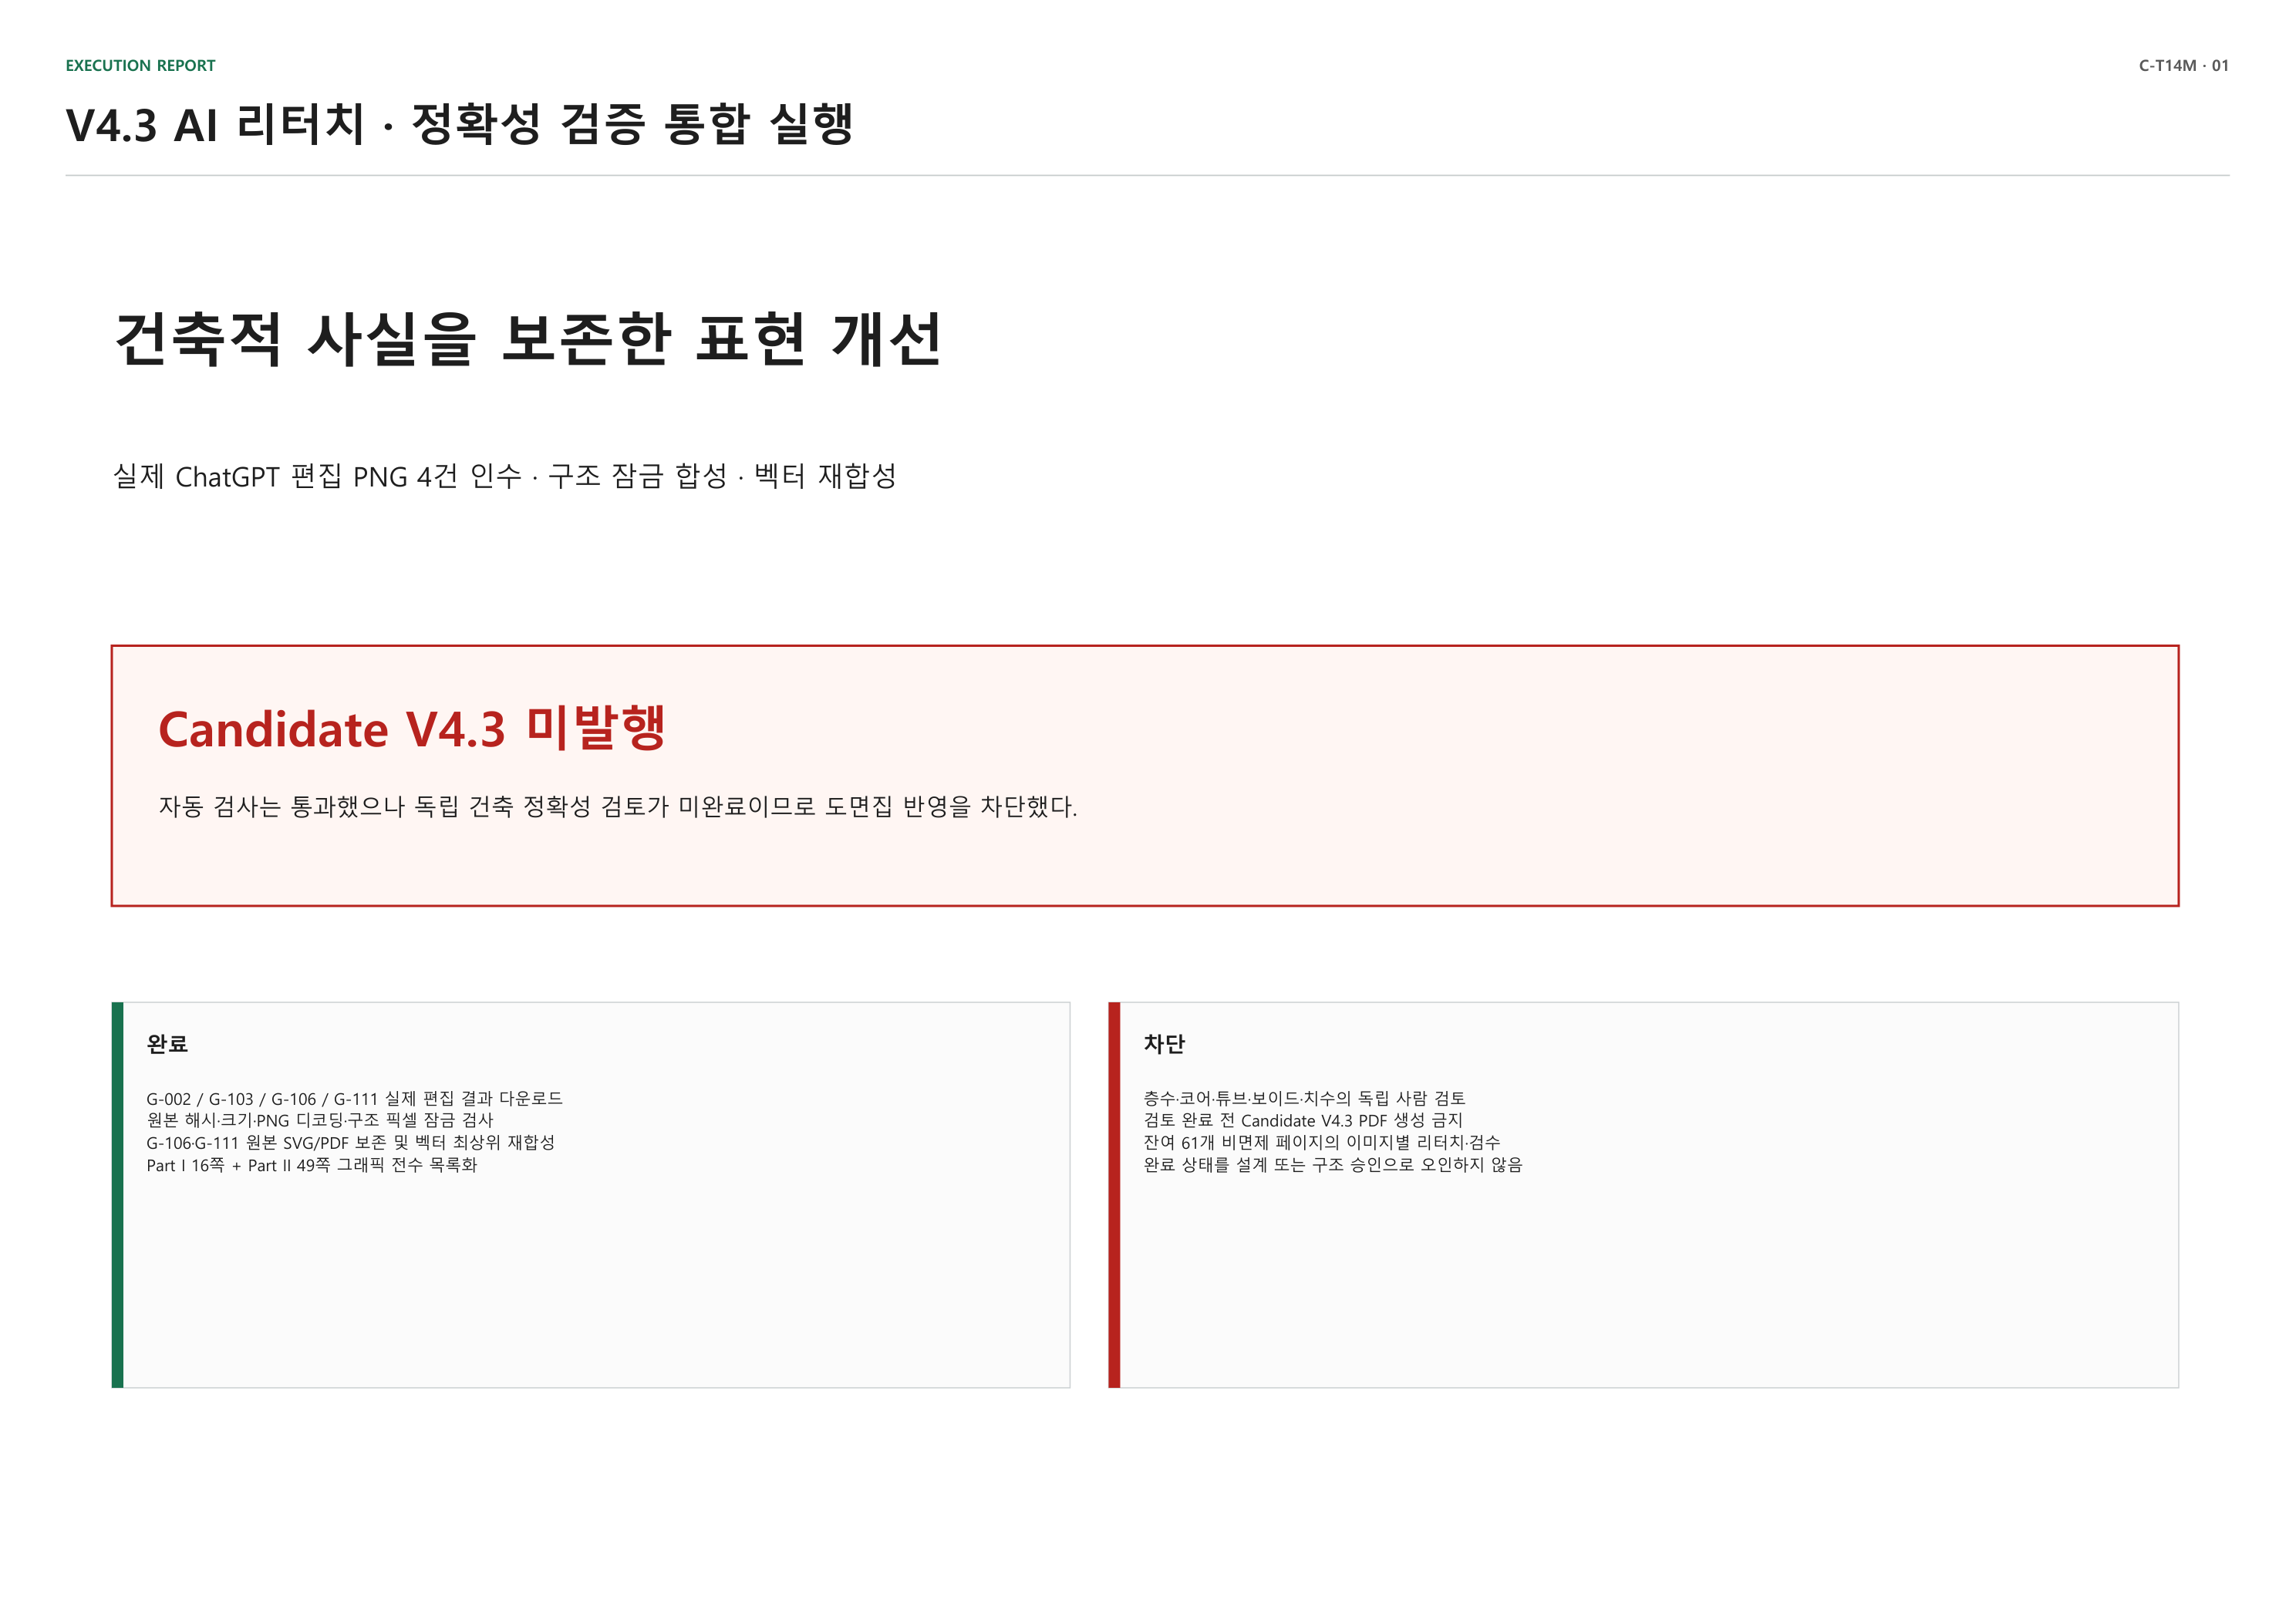 EXECUTION REPORT
C-T14M · 01
V4.3 AI 리터치 · 정확성 검증 통합 실행
건축적 사실을 보존한 표현 개선
실제 ChatGPT 편집 PNG 4건 인수 · 구조 잠금 합성 · 벡터 재합성
Candidate V4.3 미발행
자동 검사는 통과했으나 독립 건축 정확성 검토가 미완료이므로 도면집 반영을 차단했다.
완료
G-002 / G-103 / G-106 / G-111 실제 편집 결과 다운로드
원본 해시·크기·PNG 디코딩·구조 픽셀 잠금 검사
G-106·G-111 원본 SVG/PDF 보존 및 벡터 최상위 재합성
Part I 16쪽 + Part II 49쪽 그래픽 전수 목록화
차단
층수·코어·튜브·보이드·치수의 독립 사람 검토
검토 완료 전 Candidate V4.3 PDF 생성 금지
잔여 61개 비면제 페이지의 이미지별 리터치·검수
완료 상태를 설계 또는 구조 승인으로 오인하지 않음